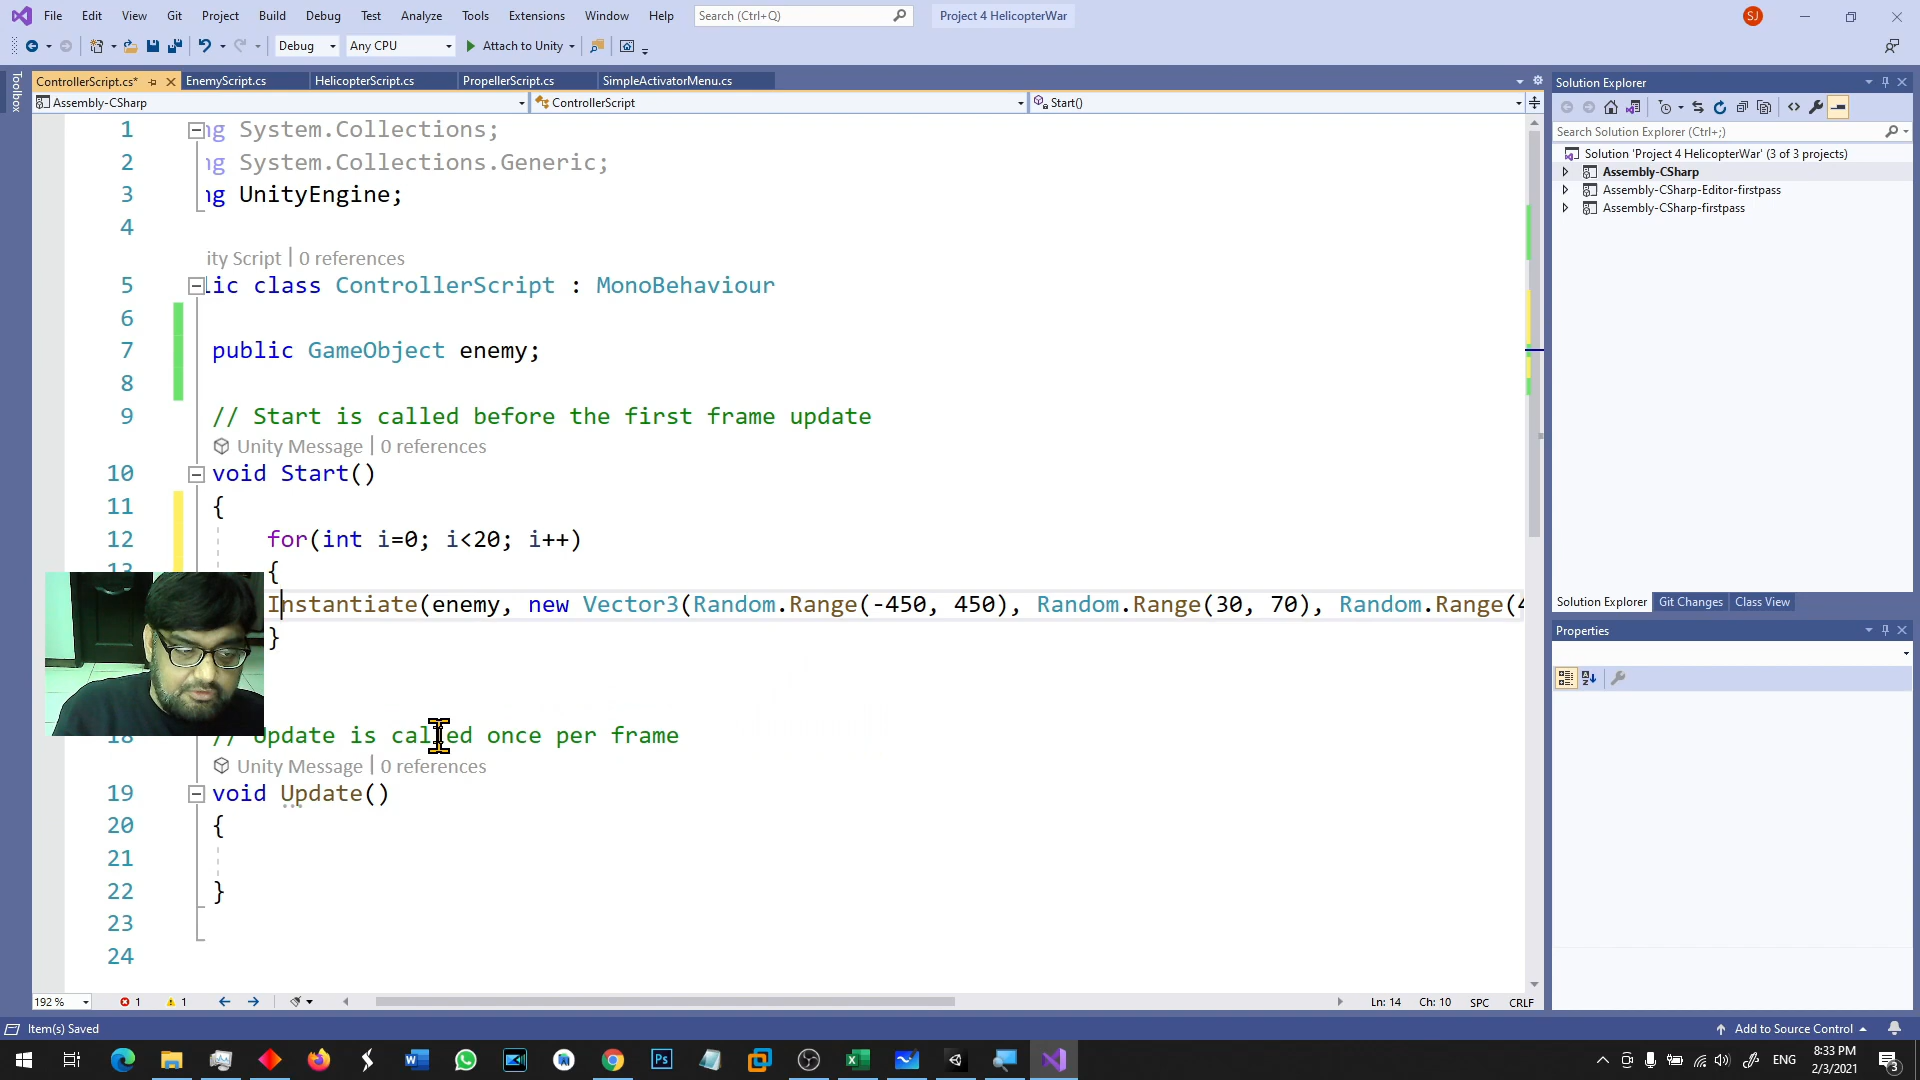 File Edit View Git Project Build Debug Test Analyze Tools Extensions Window Help Search (Ctrl+Q) Project 4 HelicopterWar SJ
Debug Any CPU Attach to Unity
Toolbox
ControllerScript.cs* EnemyScript.cs HelicopterScript.cs PropellerScript.cs SimpleActivatorMenu.cs
Assembly-CSharp ControllerScript Start()
1 ng System.Collections;
2 ng System.Collections.Generic;
3 ng UnityEngine;
4
ity Script | 0 references
5 lic class ControllerScript : MonoBehaviour
6
7 public GameObject enemy;
8
9 // Start is called before the first frame update
Unity Message | 0 references
10 void Start()
11 {
12 for(int i=0; i<20; i++)
13 {
Instantiate(enemy, new Vector3(Random.Range(-450, 450), Random.Range(30, 70), Random.Range(4
}
18 // Update is called once per frame
Unity Message | 0 references
19 void Update()
20 {
21
22 }
23
24
192 % 1 1 Ln: 14 Ch: 10 SPC CRLF
Solution Explorer
Search Solution Explorer (Ctrl+;)
Solution 'Project 4 HelicopterWar' (3 of 3 projects)
Assembly-CSharp
Assembly-CSharp-Editor-firstpass
Assembly-CSharp-firstpass
Solution Explorer Git Changes Class View
Properties
Item(s) Saved Add to Source Control
ENG 8:33 PM
2/3/2021 3